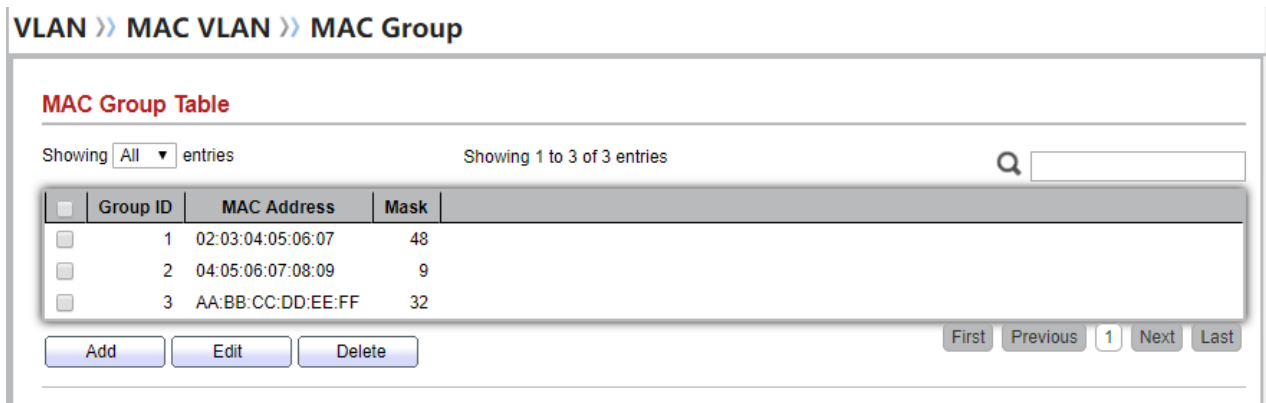 VLAN 》 MAC VLAN 》 MAC Group
MAC Group Table
Showing All ▼ entries Showing 1 to 3 of 3 entries
Group ID MAC Address Mask
1 02:03:04:05:06:07 48
2 04:05:06:07:08:09 9
3 AA:BB:CC:DD:EE:FF 32
Add Edit Delete First Previous 1 Next Last